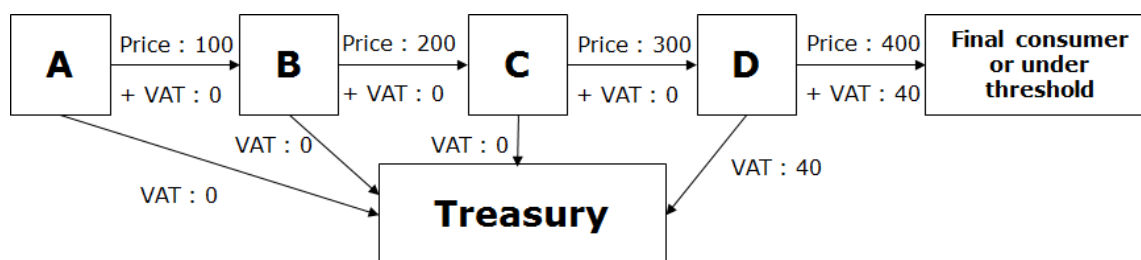 A
Price : 100
+ VAT : 0
B
Price : 200
+ VAT : 0
C
Price : 300
+ VAT : 0
D
Price : 400
+ VAT : 40
Final consumer
or under
threshold
VAT : 0
VAT : 0
VAT : 0
VAT : 40
Treasury